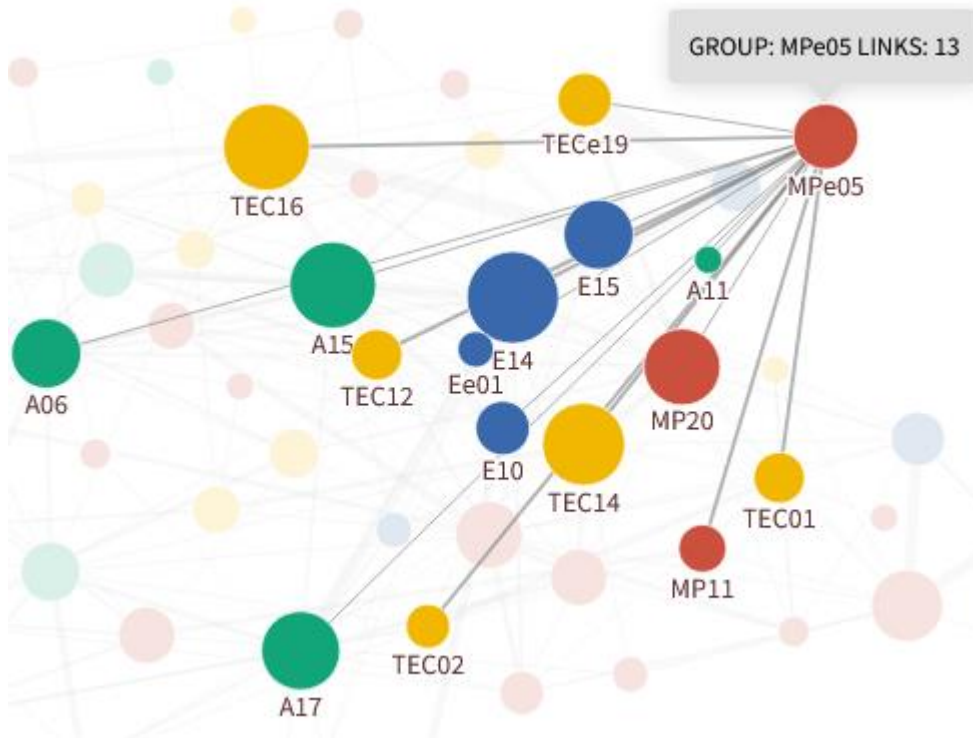 GROUP: MPe05 LINKS: 13
TECe19
MPe05
TEC16
E15
A11
A15
E14
TEC12
Ee01
A06
MP20
E10
TEC14
TEC01
MP11
TEC02
A17